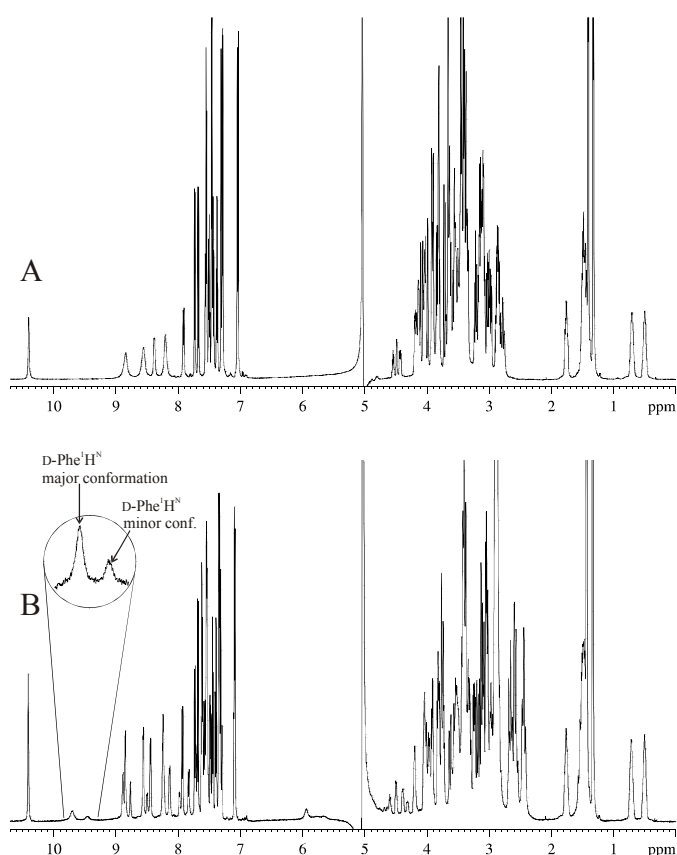 A
10 9 8 7 6 5 4 3 2 1 ppm
D-Phe¹Hᴺ
major conformation
D-Phe¹Hᴺ
minor conf.
B
10 9 8 7 6 5 4 3 2 1 ppm